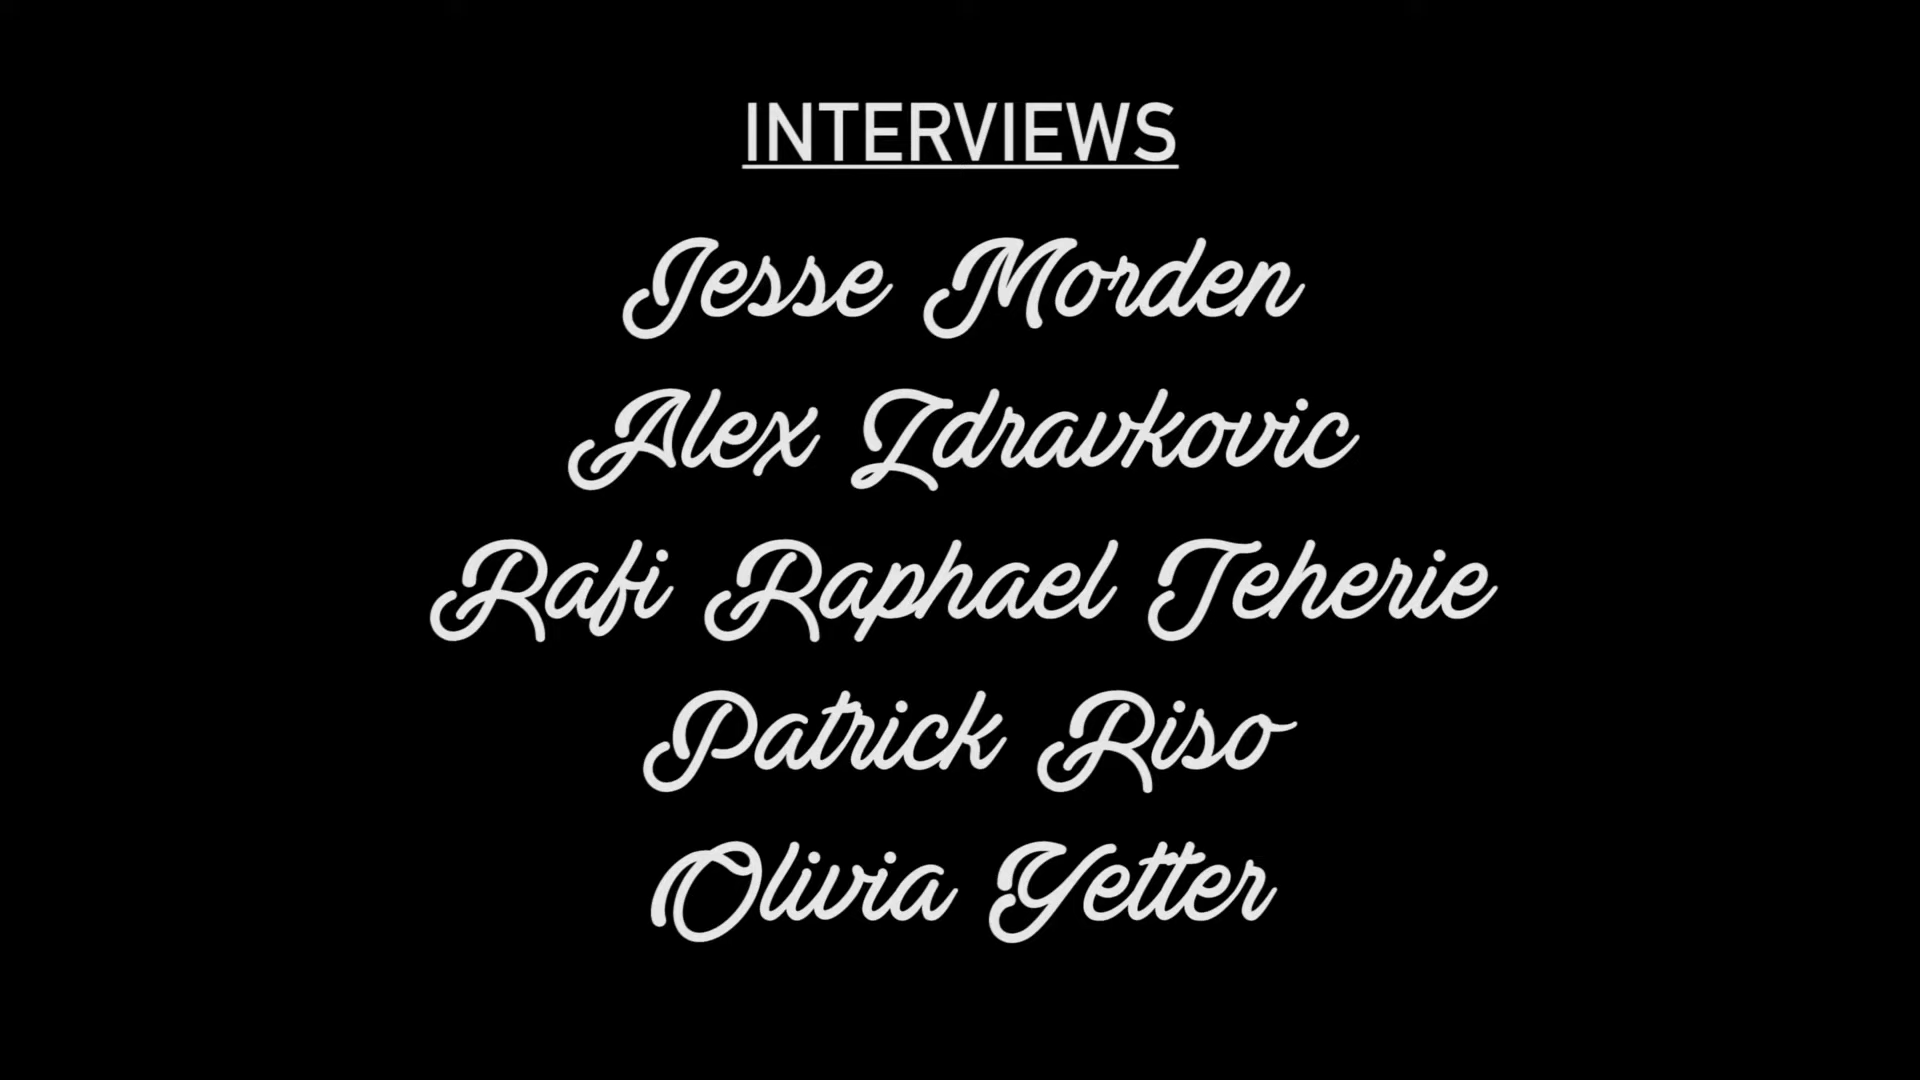 INTERVIEWS
Jesse Morden
Alex Zdravkovic
Rafi Raphael Teherie
Patrick Riso
Olivia Yetter